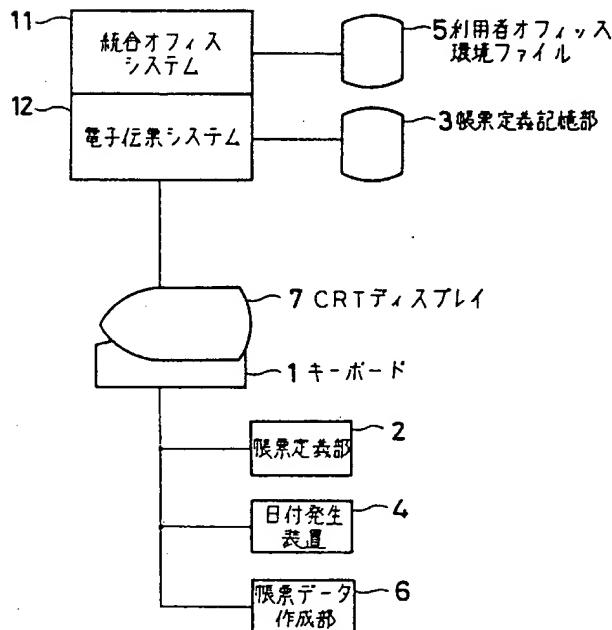 11
統合オフィス
システム
5 利用者オフィッス
環境ファイル
12
電子伝票システム
3 帳票定義記憶部
7 CRTディスプレイ
1 キーボード
帳票定義部
2
日付発生
装置
4
帳票データ
作成部
6